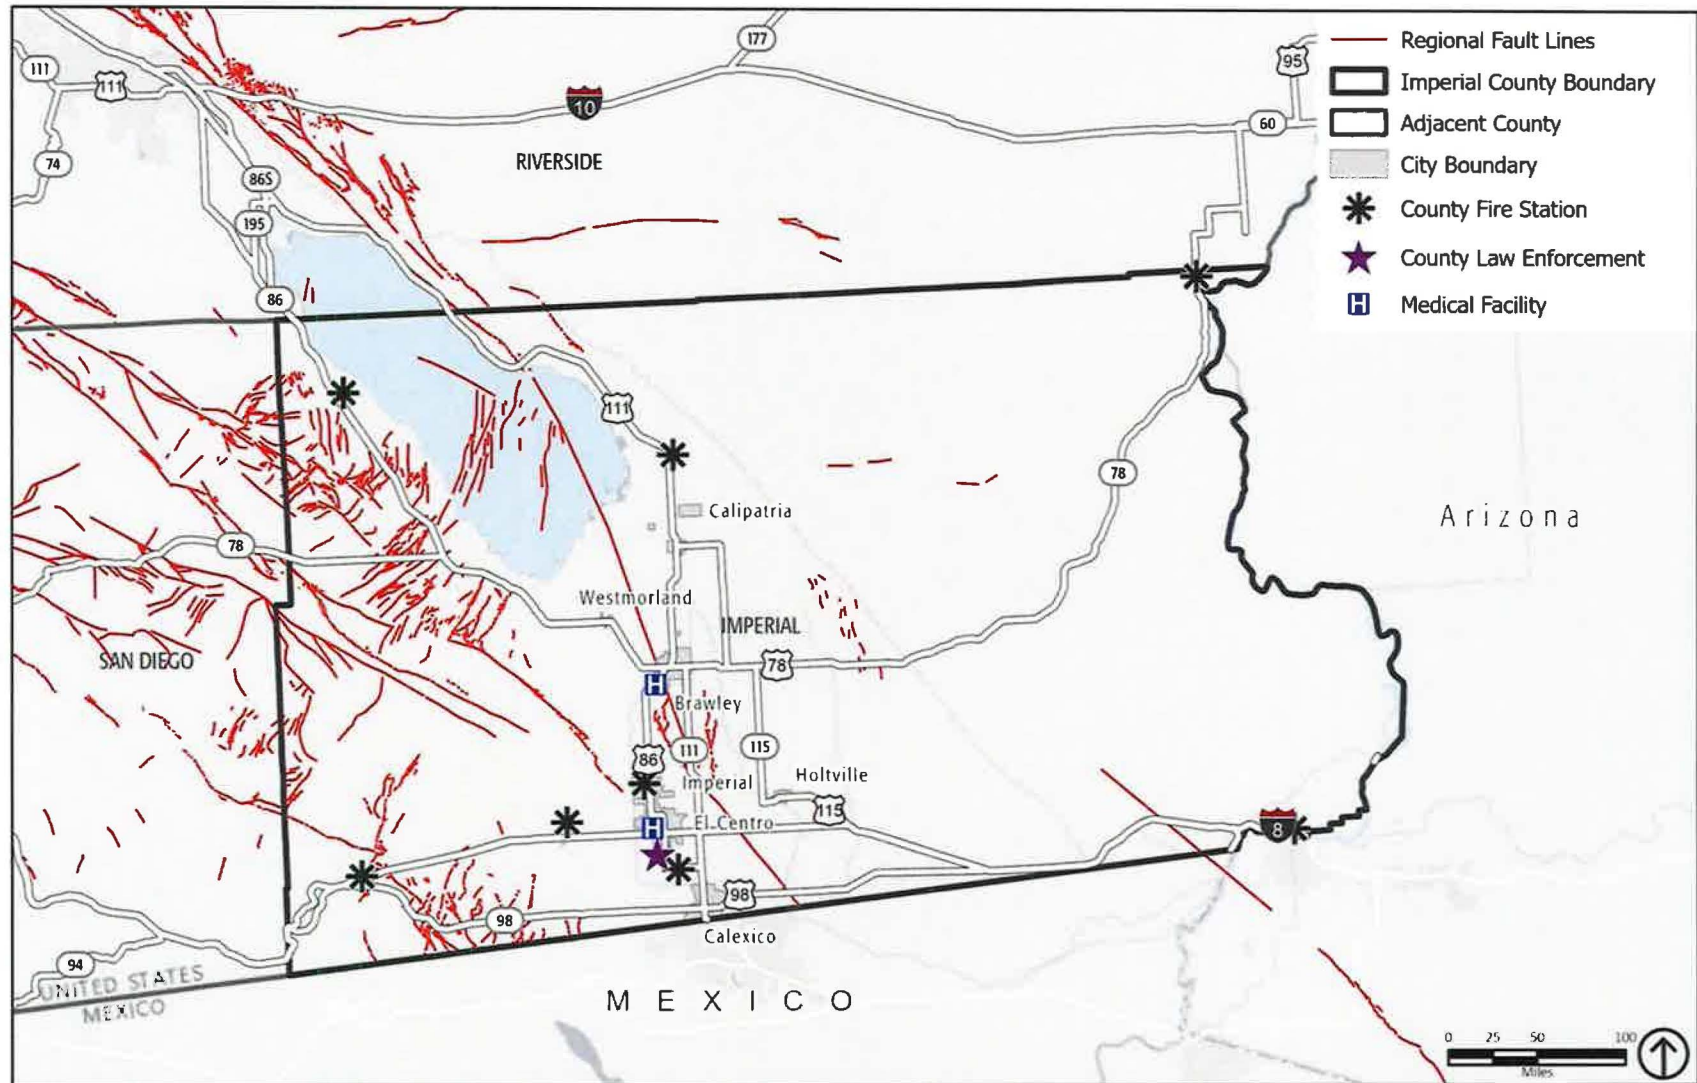 177
95
111
111
10
60
74
RIVERSIDE
86S
195
86
111
78
Calipatria
Arizona
78
Westmorland
IMPERIAL
78
SAN DIEGO
H
Brawley
86
111
115
Imperial
Holtville
115
El Centro
H
8
98
98
Calexico
94
UNITED STATES
MEXICO
MEXICO
Regional Fault Lines
Imperial County Boundary
Adjacent County
City Boundary
County Fire Station
County Law Enforcement
H
Medical Facility
0 25 50 100
Miles